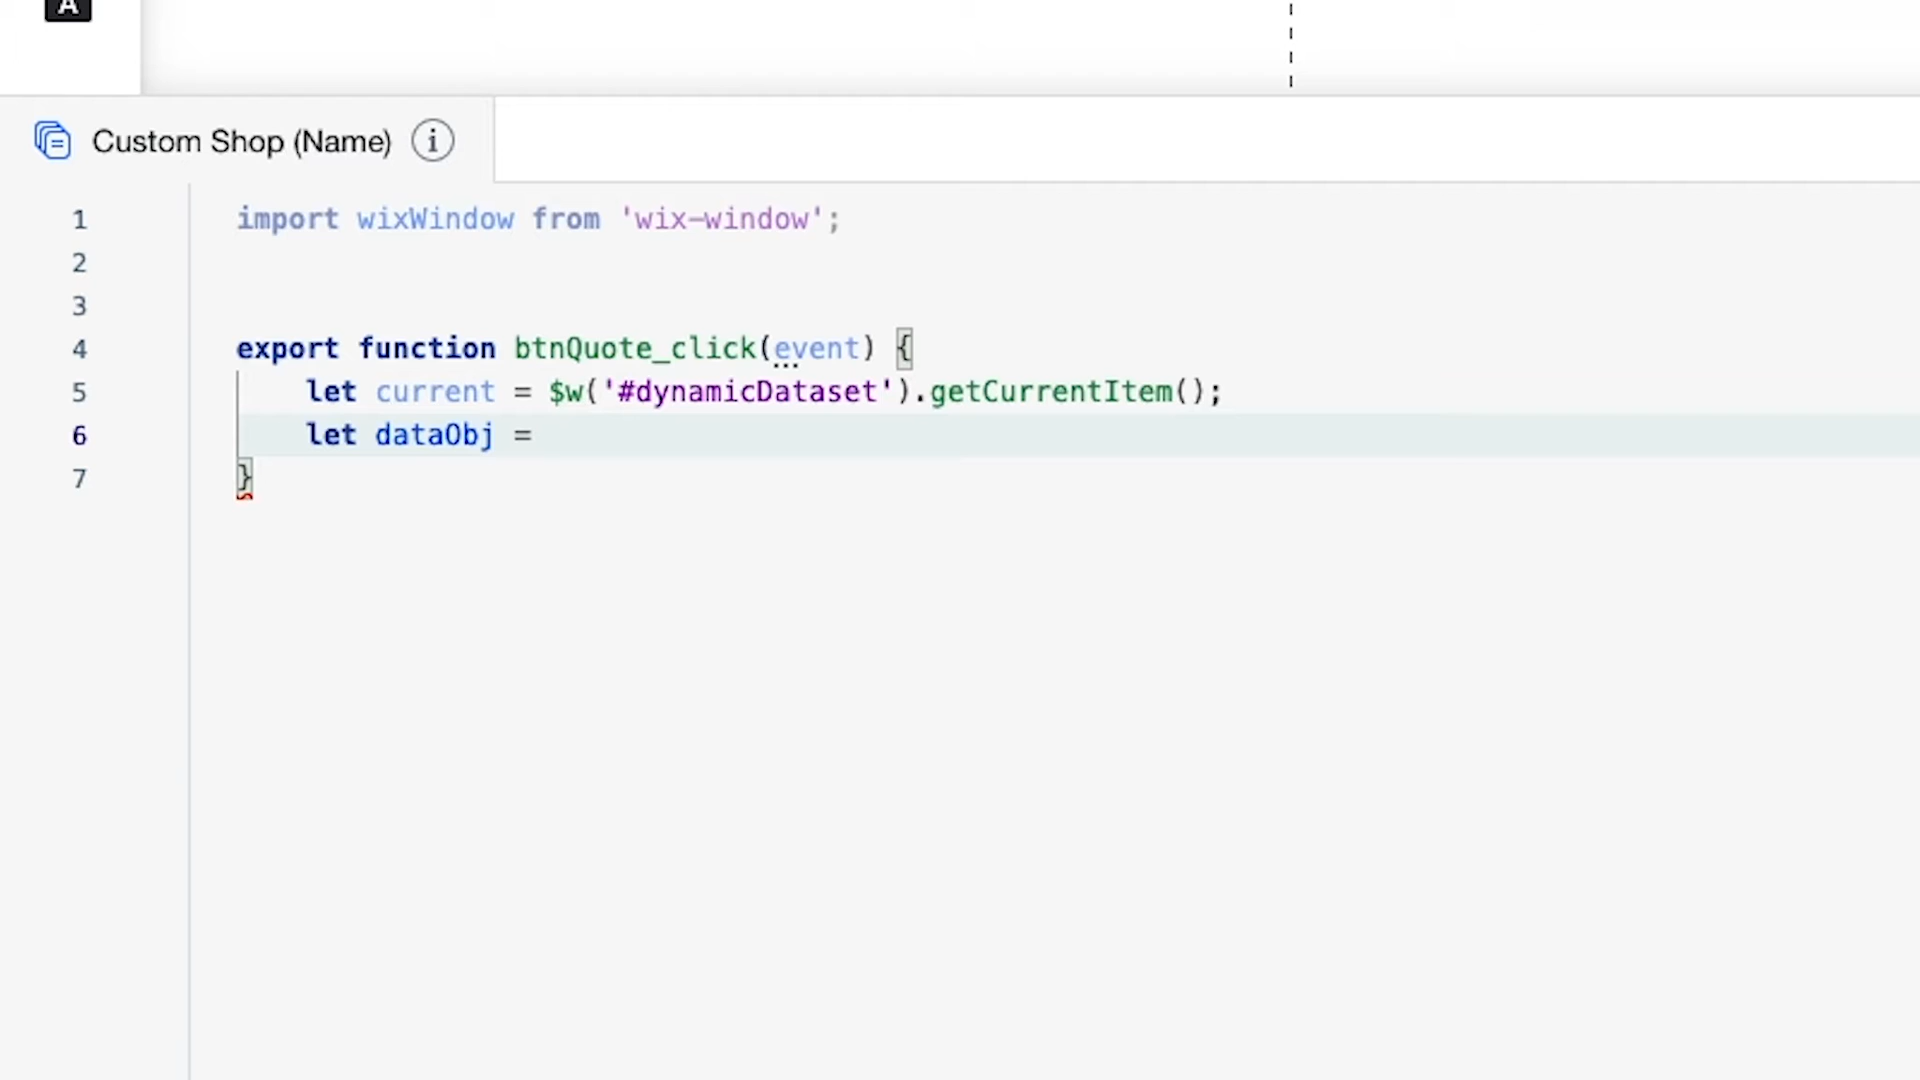 A
Custom Shop (Name) i
1 import wixWindow from 'wix-window';
2
3
4 export function btnQuote_click(event) {
5 let current = $w('#dynamicDataset').getCurrentItem();
6 let dataObj =
7 }